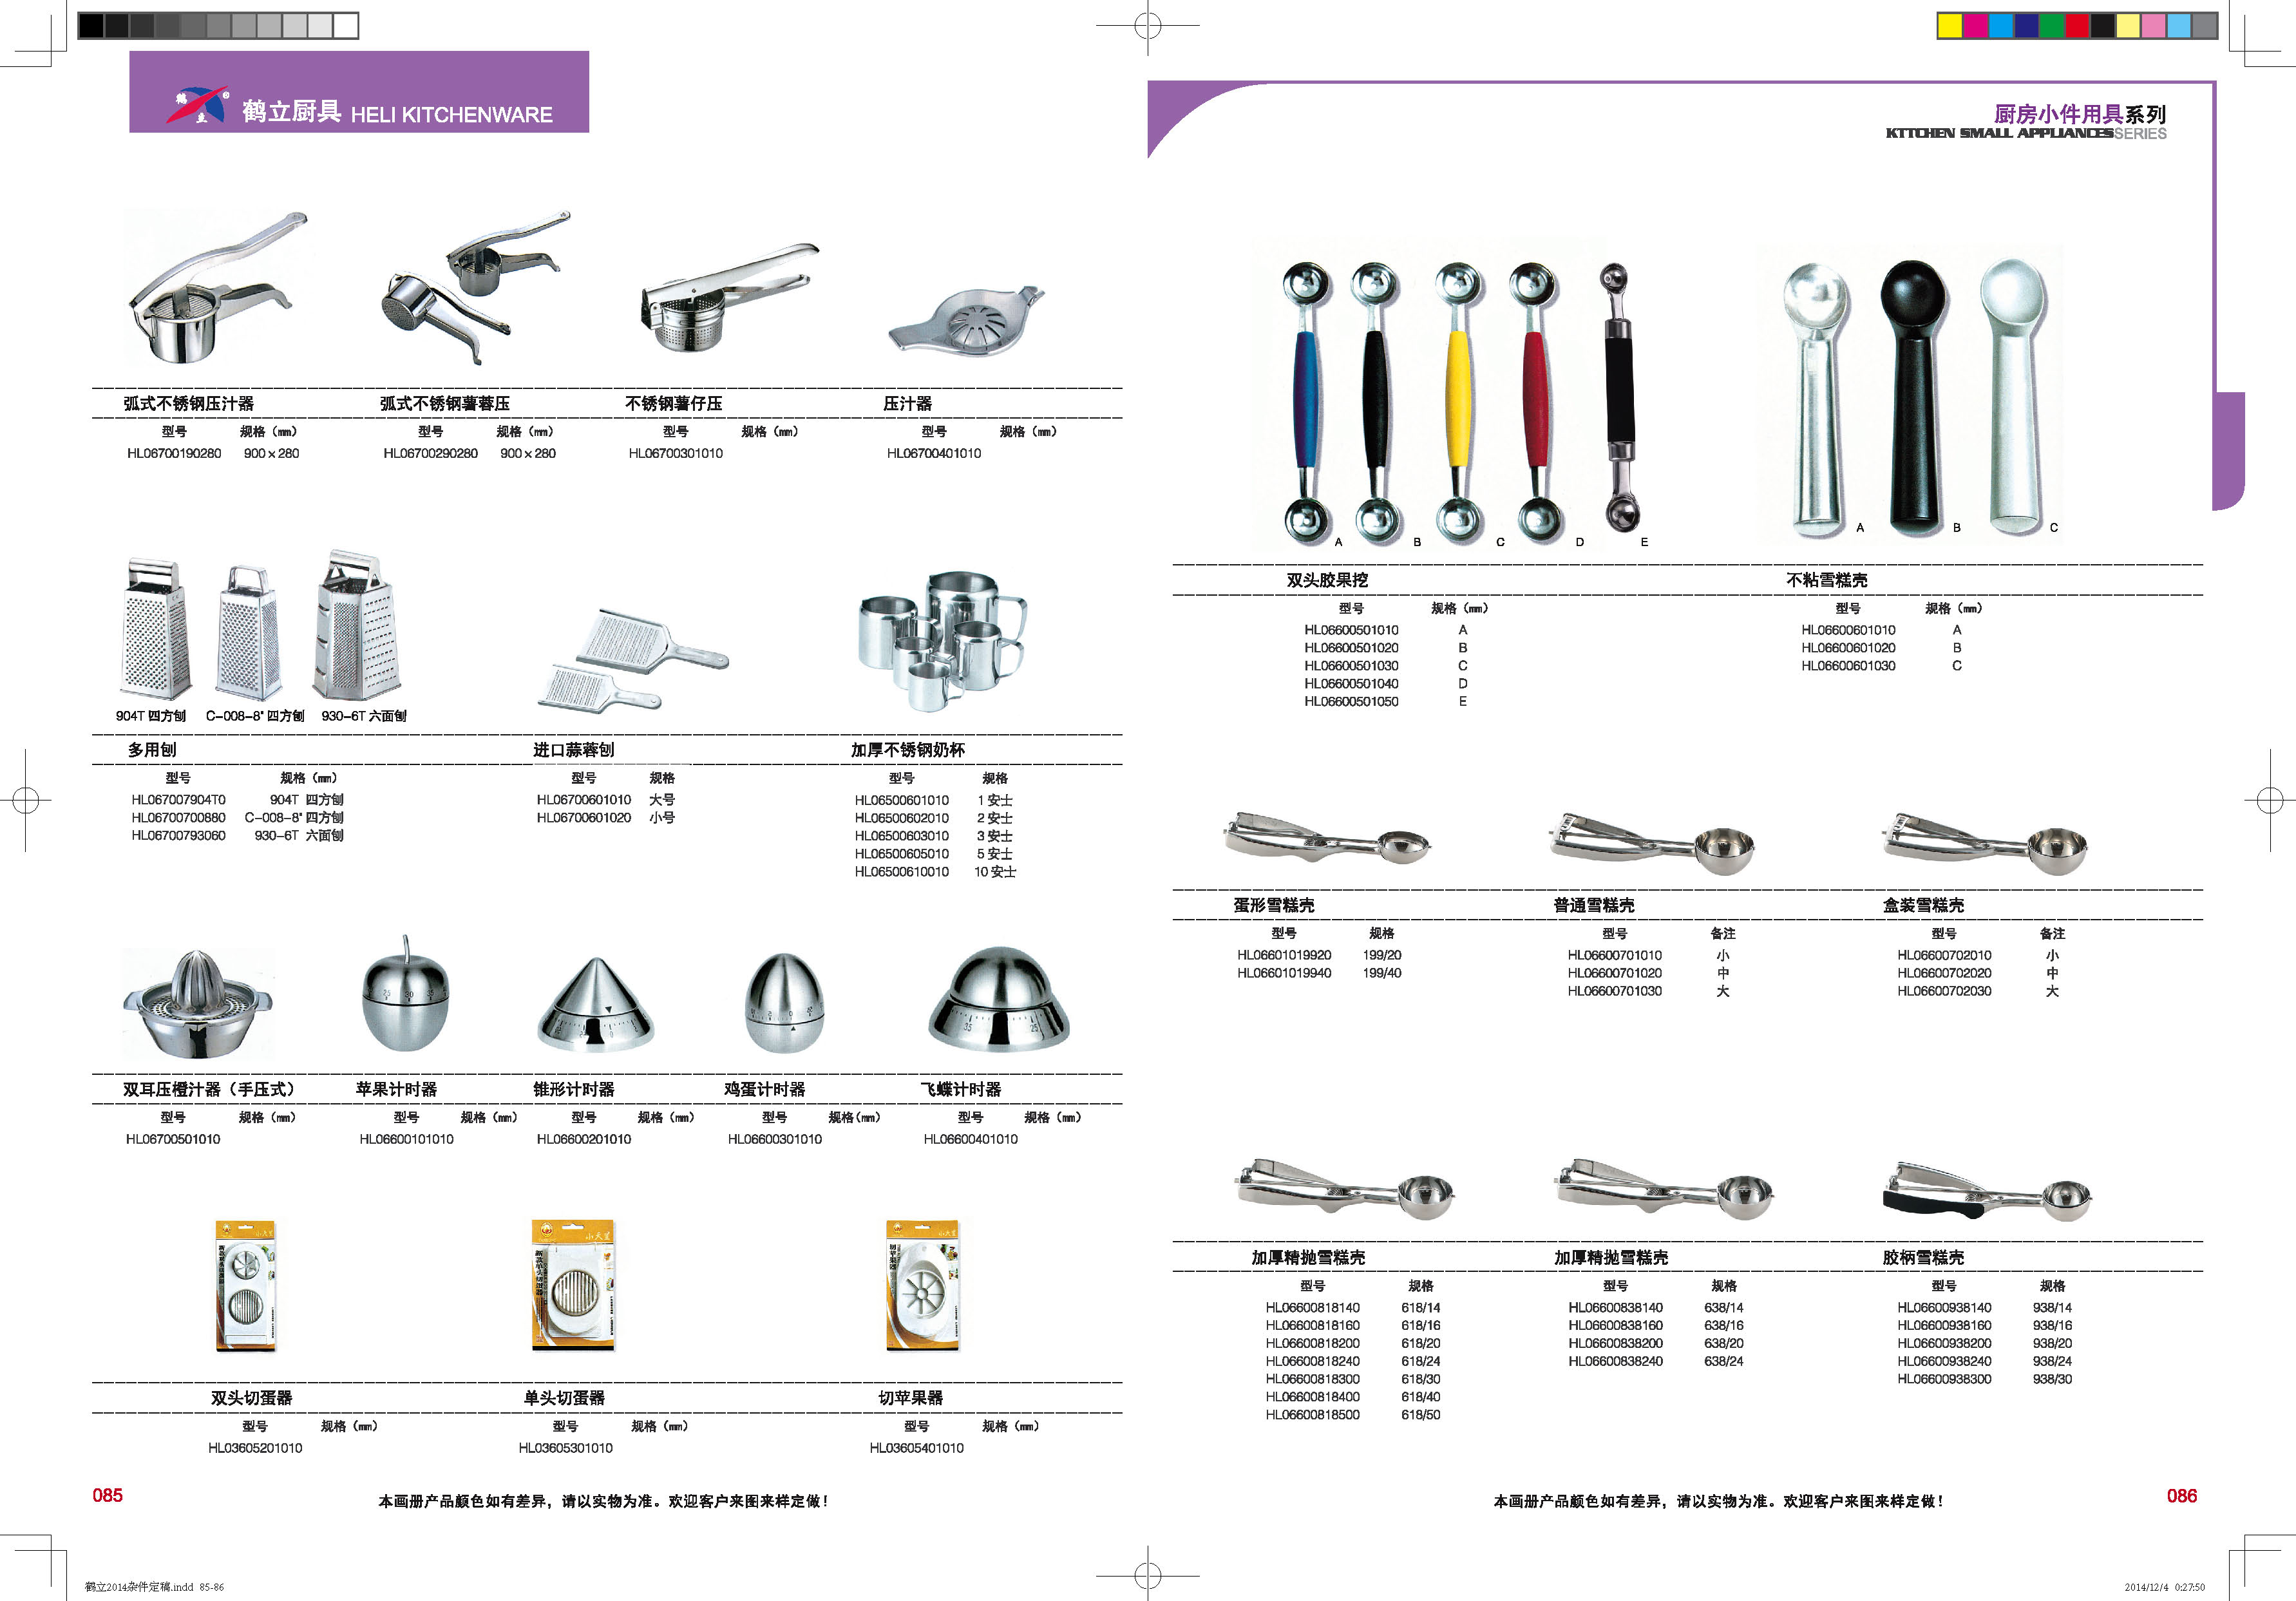 鹤立厨具 HELI KITCHENWARE
弧式不锈钢压汁器 弧式不锈钢薯蓉压 不锈钢薯仔压 压汁器
型号 规格（mm） 型号 规格（mm） 型号 规格（mm） 型号 规格（mm）
HL06700190280 900 x 280 HL06700290280 900 x 280 HL06700301010 HL06700401010
904T 四方刨 C-008-8" 四方刨 930-6T 六面刨
多用刨 进口蒜蓉刨 加厚不锈钢奶杯
型号 规格（mm） 型号 规格 型号 规格
HL067007904T0 904T 四方刨 HL06700601010 大号 HL06500601010 1 安士
HL06700700880 C-008-8" 四方刨 HL06700601020 小号 HL06500602010 2 安士
HL06700793060 930-6T 六面刨 HL06500603010 3 安士
HL06500605010 5 安士
HL06500610010 10 安士
双耳压橙汁器（手压式） 苹果计时器 锥形计时器 鸡蛋计时器 飞蝶计时器
型号 规格（mm） 型号 规格（mm） 型号 规格（mm） 型号 规格(mm) 型号 规格（mm）
HL06700501010 HL06600101010 HL06600201010 HL06600301010 HL06600401010
双头切蛋器 单头切蛋器 切苹果器
型号 规格（mm） 型号 规格（mm） 型号 规格（mm）
HL03605201010 HL03605301010 HL03605401010
085 本画册产品颜色如有差异，请以实物为准。欢迎客户来图来样定做！
厨房小件用具系列
KTTCHEN SMALL APPLIANCES SERIES
A B C D E A B C
双头胶果挖 不粘雪糕壳
型号 规格（mm） 型号 规格（mm）
HL06600501010 A HL06600601010 A
HL06600501020 B HL06600601020 B
HL06600501030 C HL06600601030 C
HL06600501040 D
HL06600501050 E
蛋形雪糕壳 普通雪糕壳 盒装雪糕壳
型号 规格 型号 备注 型号 备注
HL06601019920 199/20 HL06600701010 小 HL06600702010 小
HL06601019940 199/40 HL06600701020 中 HL06600702020 中
HL06600701030 大 HL06600702030 大
加厚精抛雪糕壳 加厚精抛雪糕壳 胶柄雪糕壳
型号 规格 型号 规格 型号 规格
HL06600818140 618/14 HL06600838140 638/14 HL06600938140 938/14
HL06600818160 618/16 HL06600838160 638/16 HL06600938160 938/16
HL06600818200 618/20 HL06600838200 638/20 HL06600938200 938/20
HL06600818240 618/24 HL06600838240 638/24 HL06600938240 938/24
HL06600818300 618/30 HL06600938300 938/30
HL06600818400 618/40
HL06600818500 618/50
本画册产品颜色如有差异，请以实物为准。欢迎客户来图来样定做！ 086
鹤立2014杂件定稿.indd 85-86 2014/12/4 0:27:50